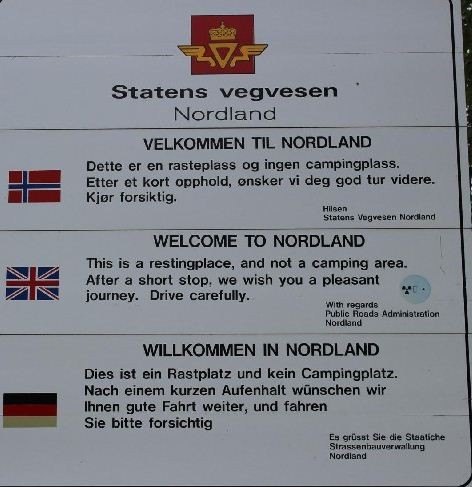 Statens vegvesen
Nordland
VELKOMMEN TIL NORDLAND
Dette er en rasteplass og ingen campingplass.
Etter et kort opphold, ønsker vi deg god tur videre.
Kjør forsiktig.
Hilsen
Statens Vegvesen Nordland
WELCOME TO NORDLAND
This is a restingplace, and not a camping area.
After a short stop, we wish you a pleasant
journey. Drive carefully.
With regards
Public Roads Administration
Nordland
WILLKOMMEN IN NORDLAND
Dies ist ein Rastplatz und kein Campingplatz.
Nach einem kurzen Aufenhalt wünschen wir
Ihnen gute Fahrt weiter, und fahren
Sie bitte forsichtig
Es grüsst Sie die Staatiche
Strassenbauverwallung
Nordland